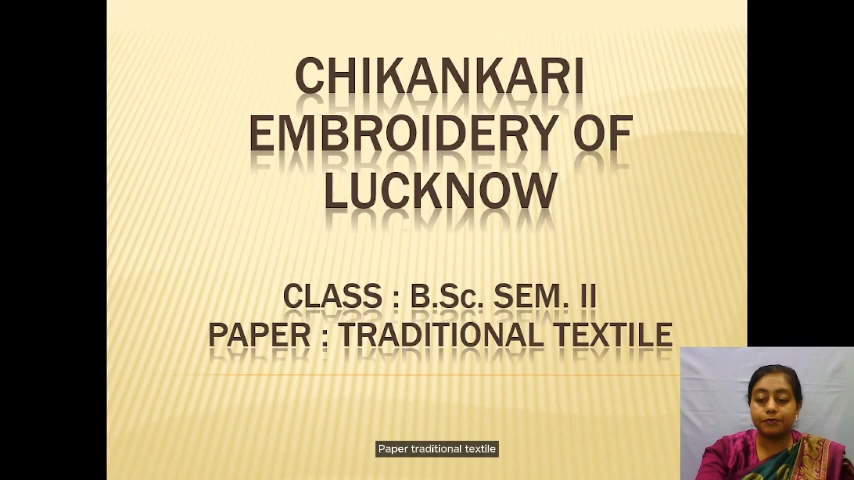 CHIKANKARI
EMBROIDERY OF
LUCKNOW
CLASS : B.Sc. SEM. II
PAPER : TRADITIONAL TEXTILE
Paper traditional textile